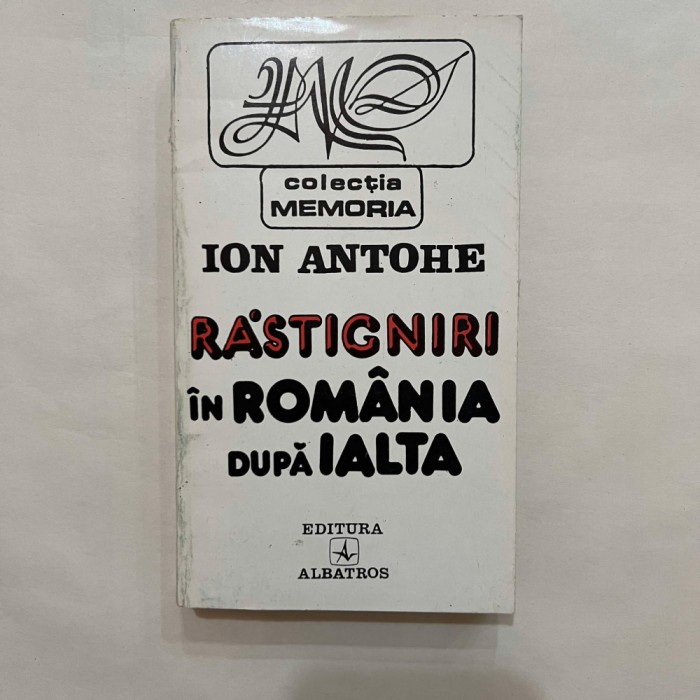 colecția
MEMORIA
ION ANTOHE
RĂSTIGNIRI
ÎN ROMÂNIA
DUPĂ IALTA
EDITURA
ALBATROS